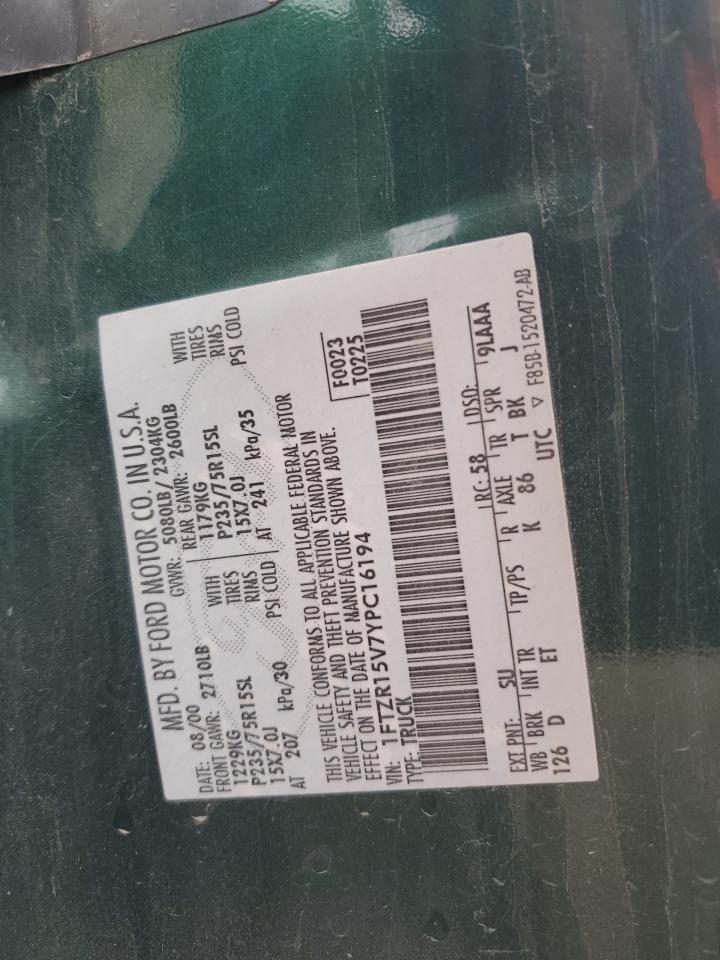 MFD. BY FORD MOTOR CO. IN U.S.A.
DATE: 08/00 GVWR: 5080LB / 2304KG
FRONT GAWR: 2710LB REAR GAWR: 2600LB
1229KG WITH 1179KG WITH
P235/75R15SL TIRES P235/75R15SL TIRES
15X7.0J RIMS 15X7.0J RIMS
AT 207 kPa/30 PSI COLD AT 241 kPa/35 PSI COLD
THIS VEHICLE CONFORMS TO ALL APPLICABLE FEDERAL MOTOR
VEHICLE SAFETY AND THEFT PREVENTION STANDARDS IN
EFFECT ON THE DATE OF MANUFACTURE SHOWN ABOVE.
F0023
T0225
VIN: 1FTZR15V7YPC16194
TYPE: TRUCK
EXT PNT: SU RC: 58 DSO: 9LAAA
WB BRK INT TR TP/PS R AXLE TR SPR
126 D ET K 86 T BK J
UTC ▽ F85B-1520472-AB